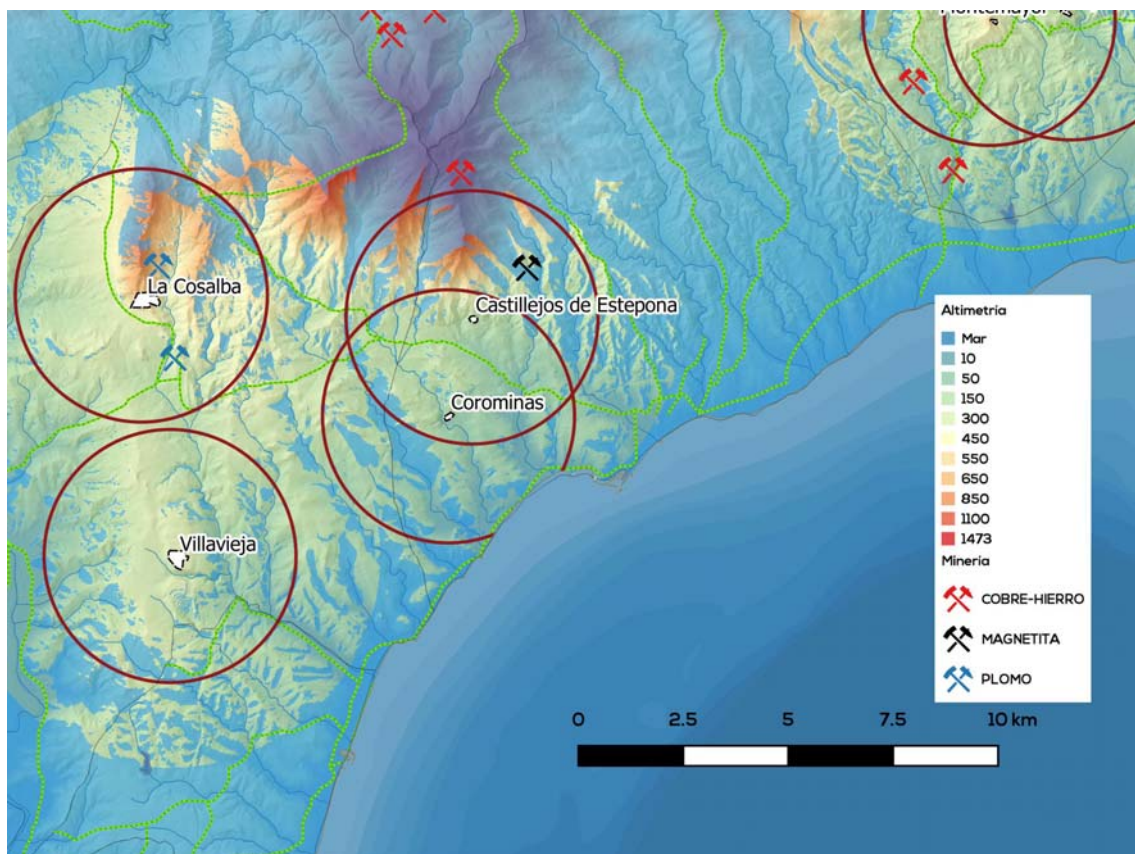 Montemayor
La Cosalba
Castillejos de Estepona
Corominas
Villavieja
Altimetría
Mar
10
50
150
300
450
550
650
850
1100
1473
Minería
COBRE-HIERRO
MAGNETITA
PLOMO
0 2.5 5 7.5 10 km